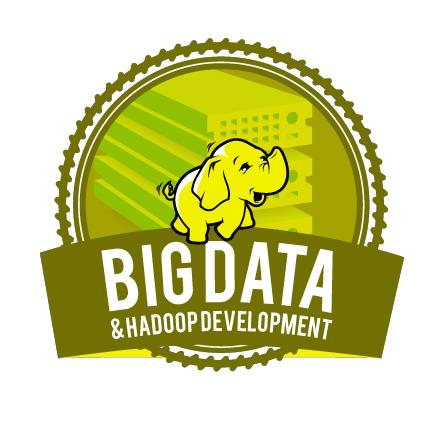 BIG DATA
& HADOOP DEVELOPMENT